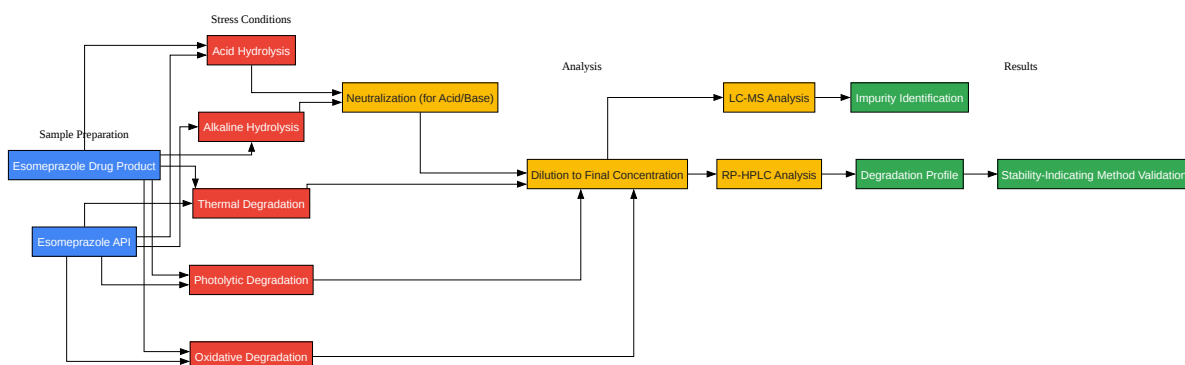 Stress Conditions
Acid Hydrolysis
Analysis
Results
LC-MS Analysis
Impurity Identification
Neutralization (for Acid/Base)
Alkaline Hydrolysis
Sample Preparation
Esomeprazole Drug Product
Dilution to Final Concentration
RP-HPLC Analysis
Degradation Profile
Stability-Indicating Method Validation
Thermal Degradation
Esomeprazole API
Photolytic Degradation
Oxidative Degradation